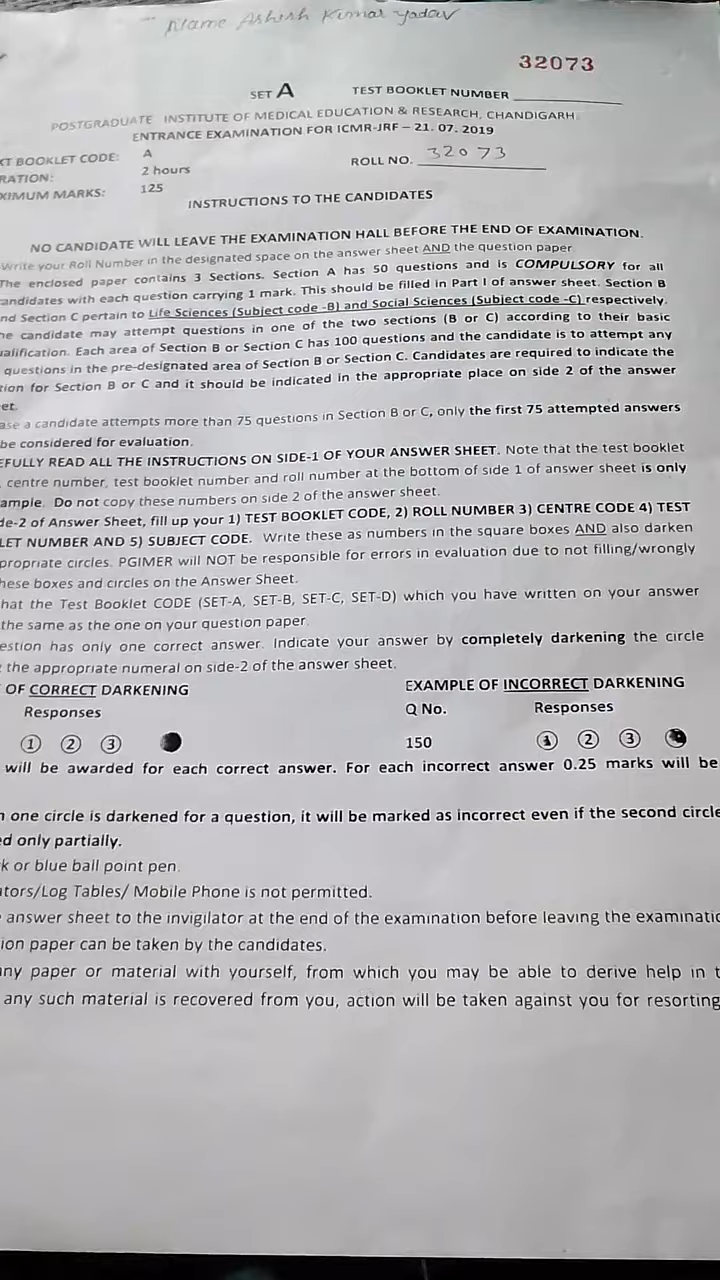 Name Ashish Kumar Yadav
32073
SET A TEST BOOKLET NUMBER
POSTGRADUATE INSTITUTE OF MEDICAL EDUCATION & RESEARCH, CHANDIGARH
ENTRANCE EXAMINATION FOR ICMR-JRF – 21. 07. 2019
BOOKLET CODE: A
2 hours
MARKS: 125
ROLL NO. 32073
INSTRUCTIONS TO THE CANDIDATES
NO CANDIDATE WILL LEAVE THE EXAMINATION HALL BEFORE THE END OF EXAMINATION.
Write your Roll Number in the designated space on the answer sheet AND the question paper
The enclosed paper contains 3 Sections. Section A has 50 questions and is COMPULSORY for all
candidates with each question carrying 1 mark. This should be filled in Part I of answer sheet. Section B
nd Section C pertain to Life Sciences (Subject code -B) and Social Sciences (Subject code -C) respectively.
he candidate may attempt questions in one of the two sections (B or C) according to their basic
ualification. Each area of Section B or Section C has 100 questions and the candidate is to attempt any
questions in the pre-designated area of Section B or Section C. Candidates are required to indicate the
tion for Section B or C and it should be indicated in the appropriate place on side 2 of the answer
et.
ase a candidate attempts more than 75 questions in Section B or C, only the first 75 attempted answers
be considered for evaluation.
EFULLY READ ALL THE INSTRUCTIONS ON SIDE-1 OF YOUR ANSWER SHEET. Note that the test booklet
, centre number, test booklet number and roll number at the bottom of side 1 of answer sheet is only
ample. Do not copy these numbers on side 2 of the answer sheet.
de-2 of Answer Sheet, fill up your 1) TEST BOOKLET CODE, 2) ROLL NUMBER 3) CENTRE CODE 4) TEST
LET NUMBER AND 5) SUBJECT CODE. Write these as numbers in the square boxes AND also darken
propriate circles. PGIMER will NOT be responsible for errors in evaluation due to not filling/wrongly
hese boxes and circles on the Answer Sheet.
hat the Test Booklet CODE (SET-A, SET-B, SET-C, SET-D) which you have written on your answer
the same as the one on your question paper.
estion has only one correct answer. Indicate your answer by completely darkening the circle
the appropriate numeral on side-2 of the answer sheet.
OF CORRECT DARKENING EXAMPLE OF INCORRECT DARKENING
Responses Q No. Responses
1 2 3 150 1 2 3
will be awarded for each correct answer. For each incorrect answer 0.25 marks will be
n one circle is darkened for a question, it will be marked as incorrect even if the second circle
ed only partially.
k or blue ball point pen.
ators/Log Tables/ Mobile Phone is not permitted.
answer sheet to the invigilator at the end of the examination before leaving the examinatio
ion paper can be taken by the candidates.
any paper or material with yourself, from which you may be able to derive help in t
any such material is recovered from you, action will be taken against you for resorting